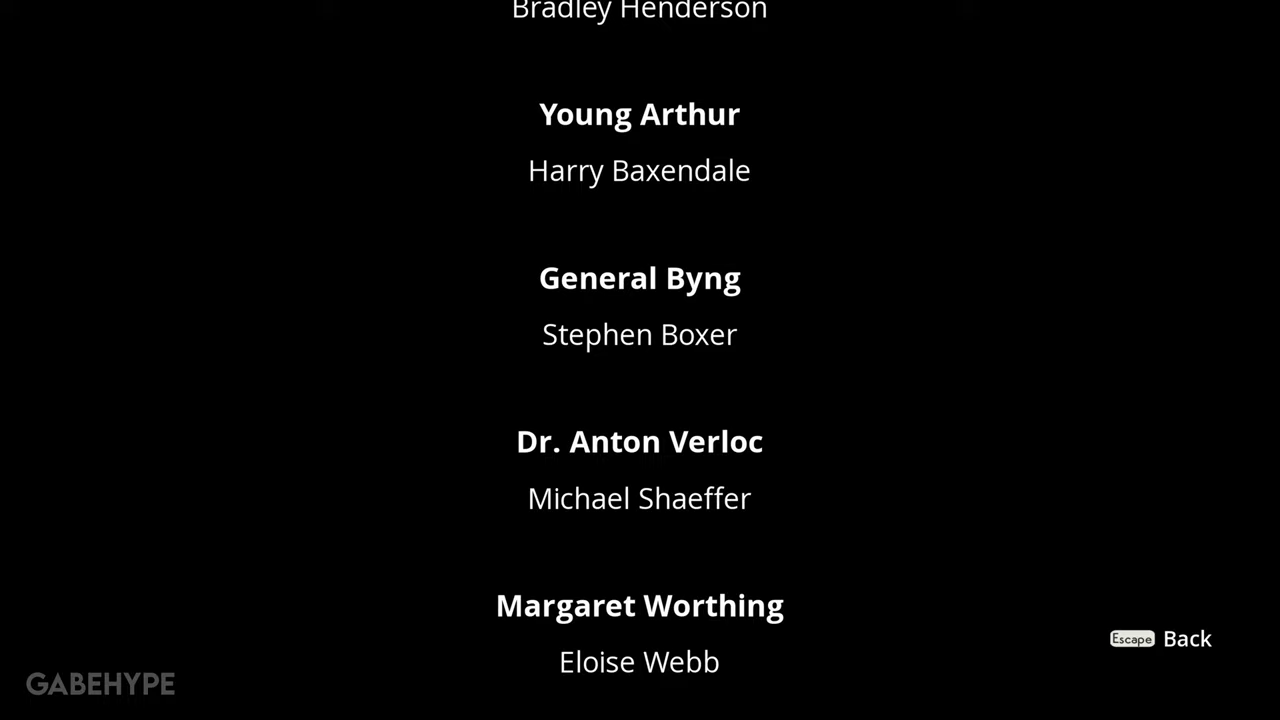 Bradley Henderson
Young Arthur
Harry Baxendale
General Byng
Stephen Boxer
Dr. Anton Verloc
Michael Shaeffer
Margaret Worthing
Eloise Webb
Escape Back
GABEHYPE